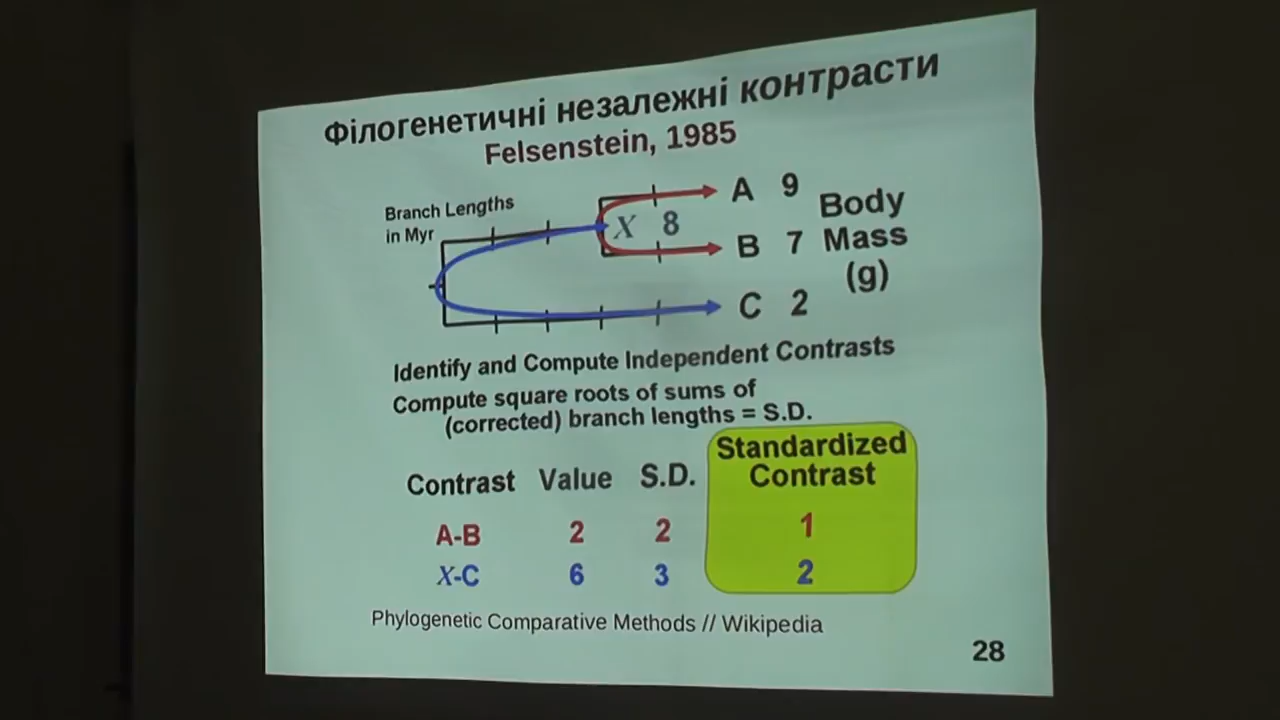 Філогенетичні незалежні контрасти
Felsenstein, 1985
Branch Lengths
in Myr
A 9
X 8
B 7
C 2
Body
Mass
(g)
Identify and Compute Independent Contrasts
Compute square roots of sums of
(corrected) branch lengths = S.D.
Contrast Value S.D. Standardized
Contrast
A-B 2 2 1
X-C 6 3 2
Phylogenetic Comparative Methods // Wikipedia
28